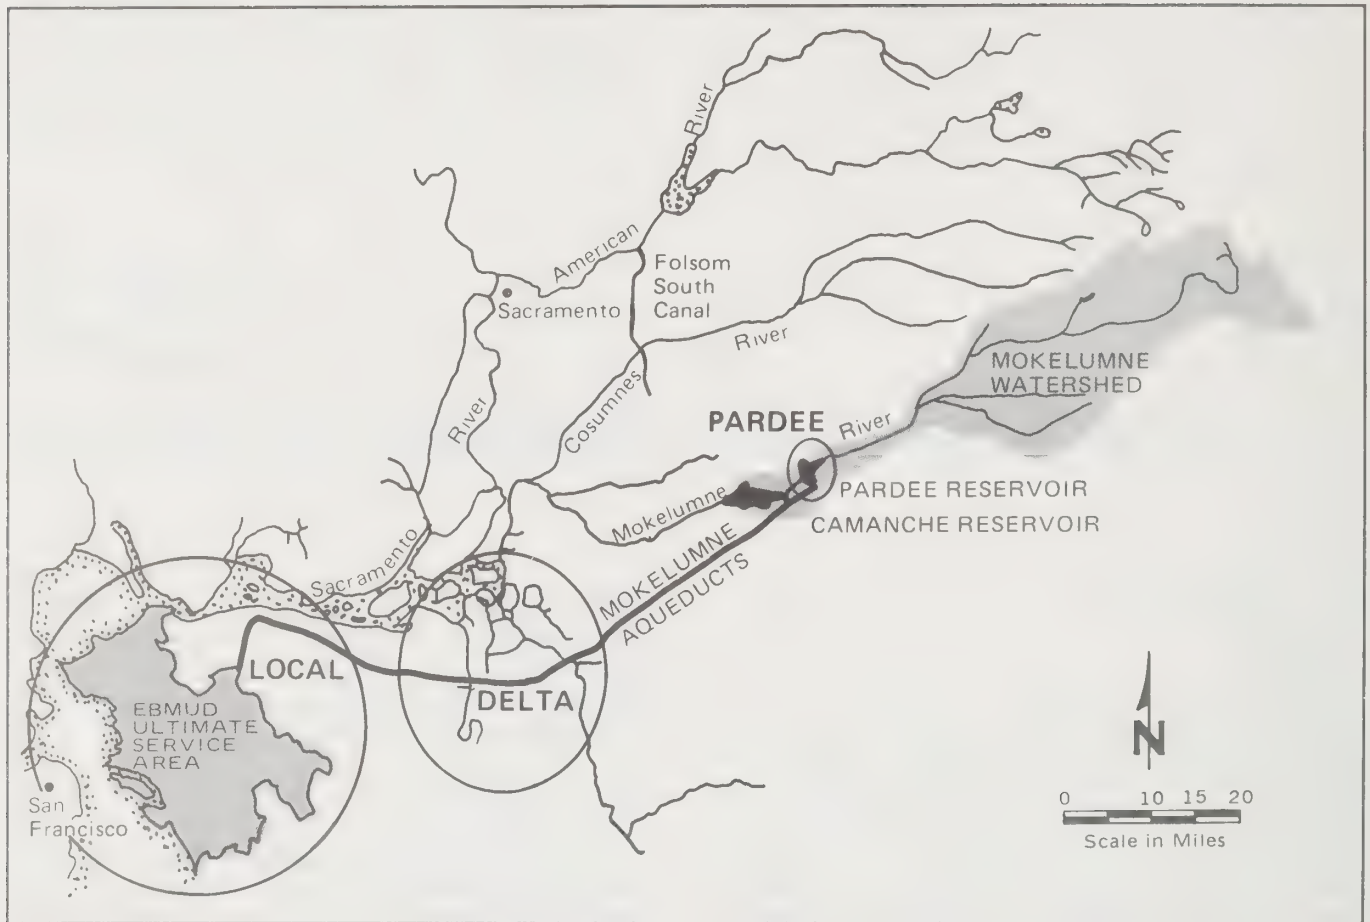 River
American
Folsom
South
Canal
Sacramento
River
River
Cosumnes
MOKELUMNE
WATERSHED
PARDEE
River
PARDEE RESERVOIR
CAMANCHE RESERVOIR
Mokelumne
MOKELUMNE
AQUEDUCTS
Sacramento
LOCAL
DELTA
EBMUD
ULTIMATE
SERVICE
AREA
San
Francisco
N
0 10 15 20
Scale in Miles